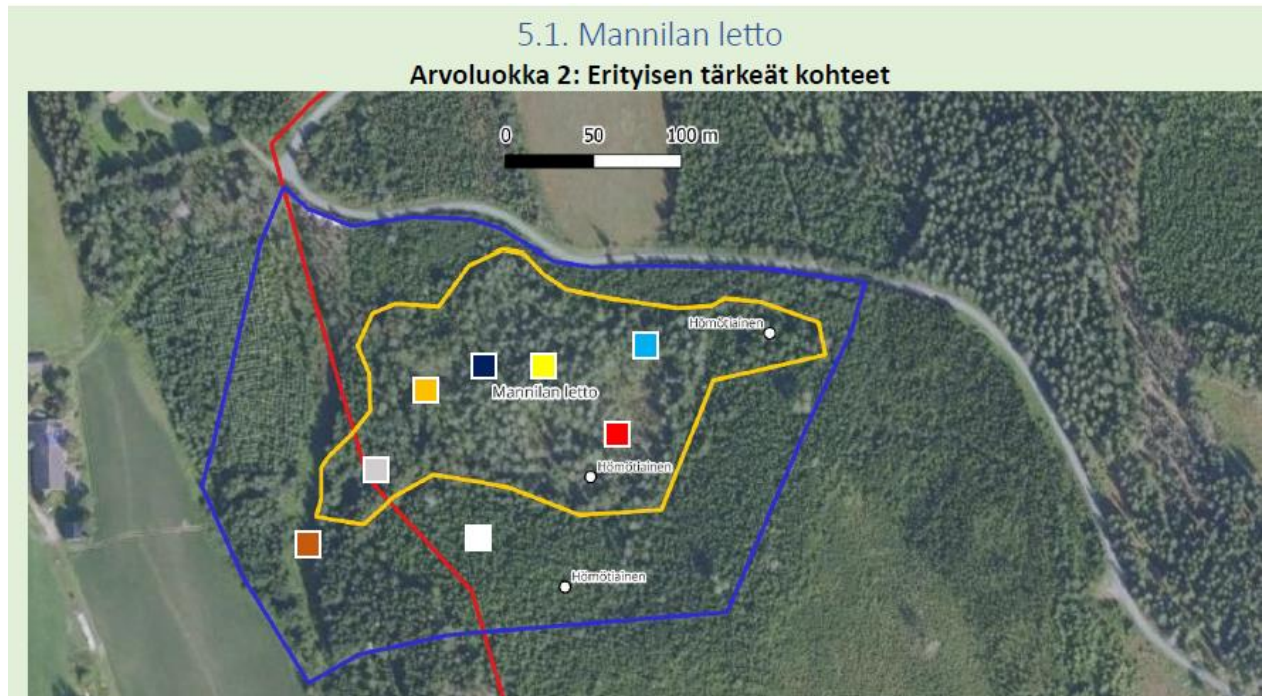 5.1. Mannilan letto
Arvoluokka 2: Erityisen tärkeät kohteet
0 50 100 m
Hömötiainen
Mannilan letto
Hömötiainen
Hömötiainen